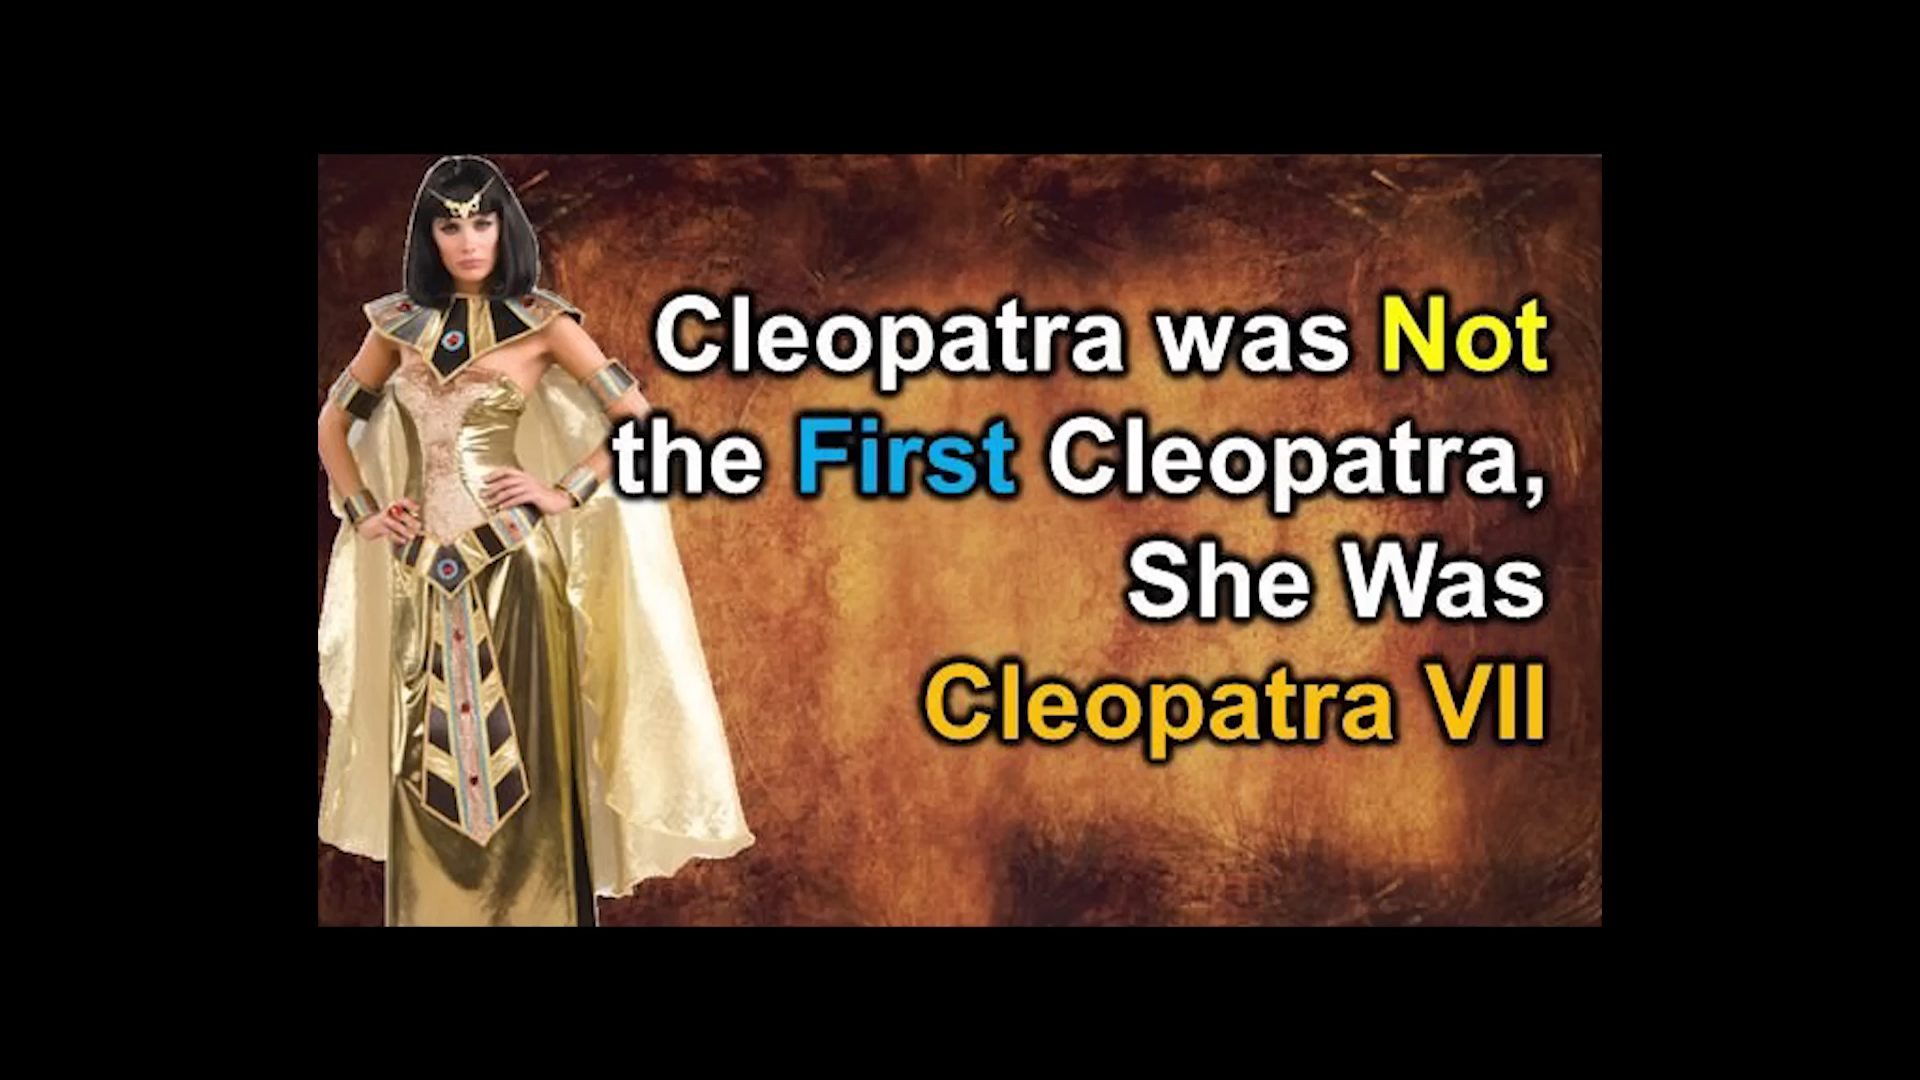 Cleopatra was Not
the First Cleopatra,
She Was
Cleopatra VII